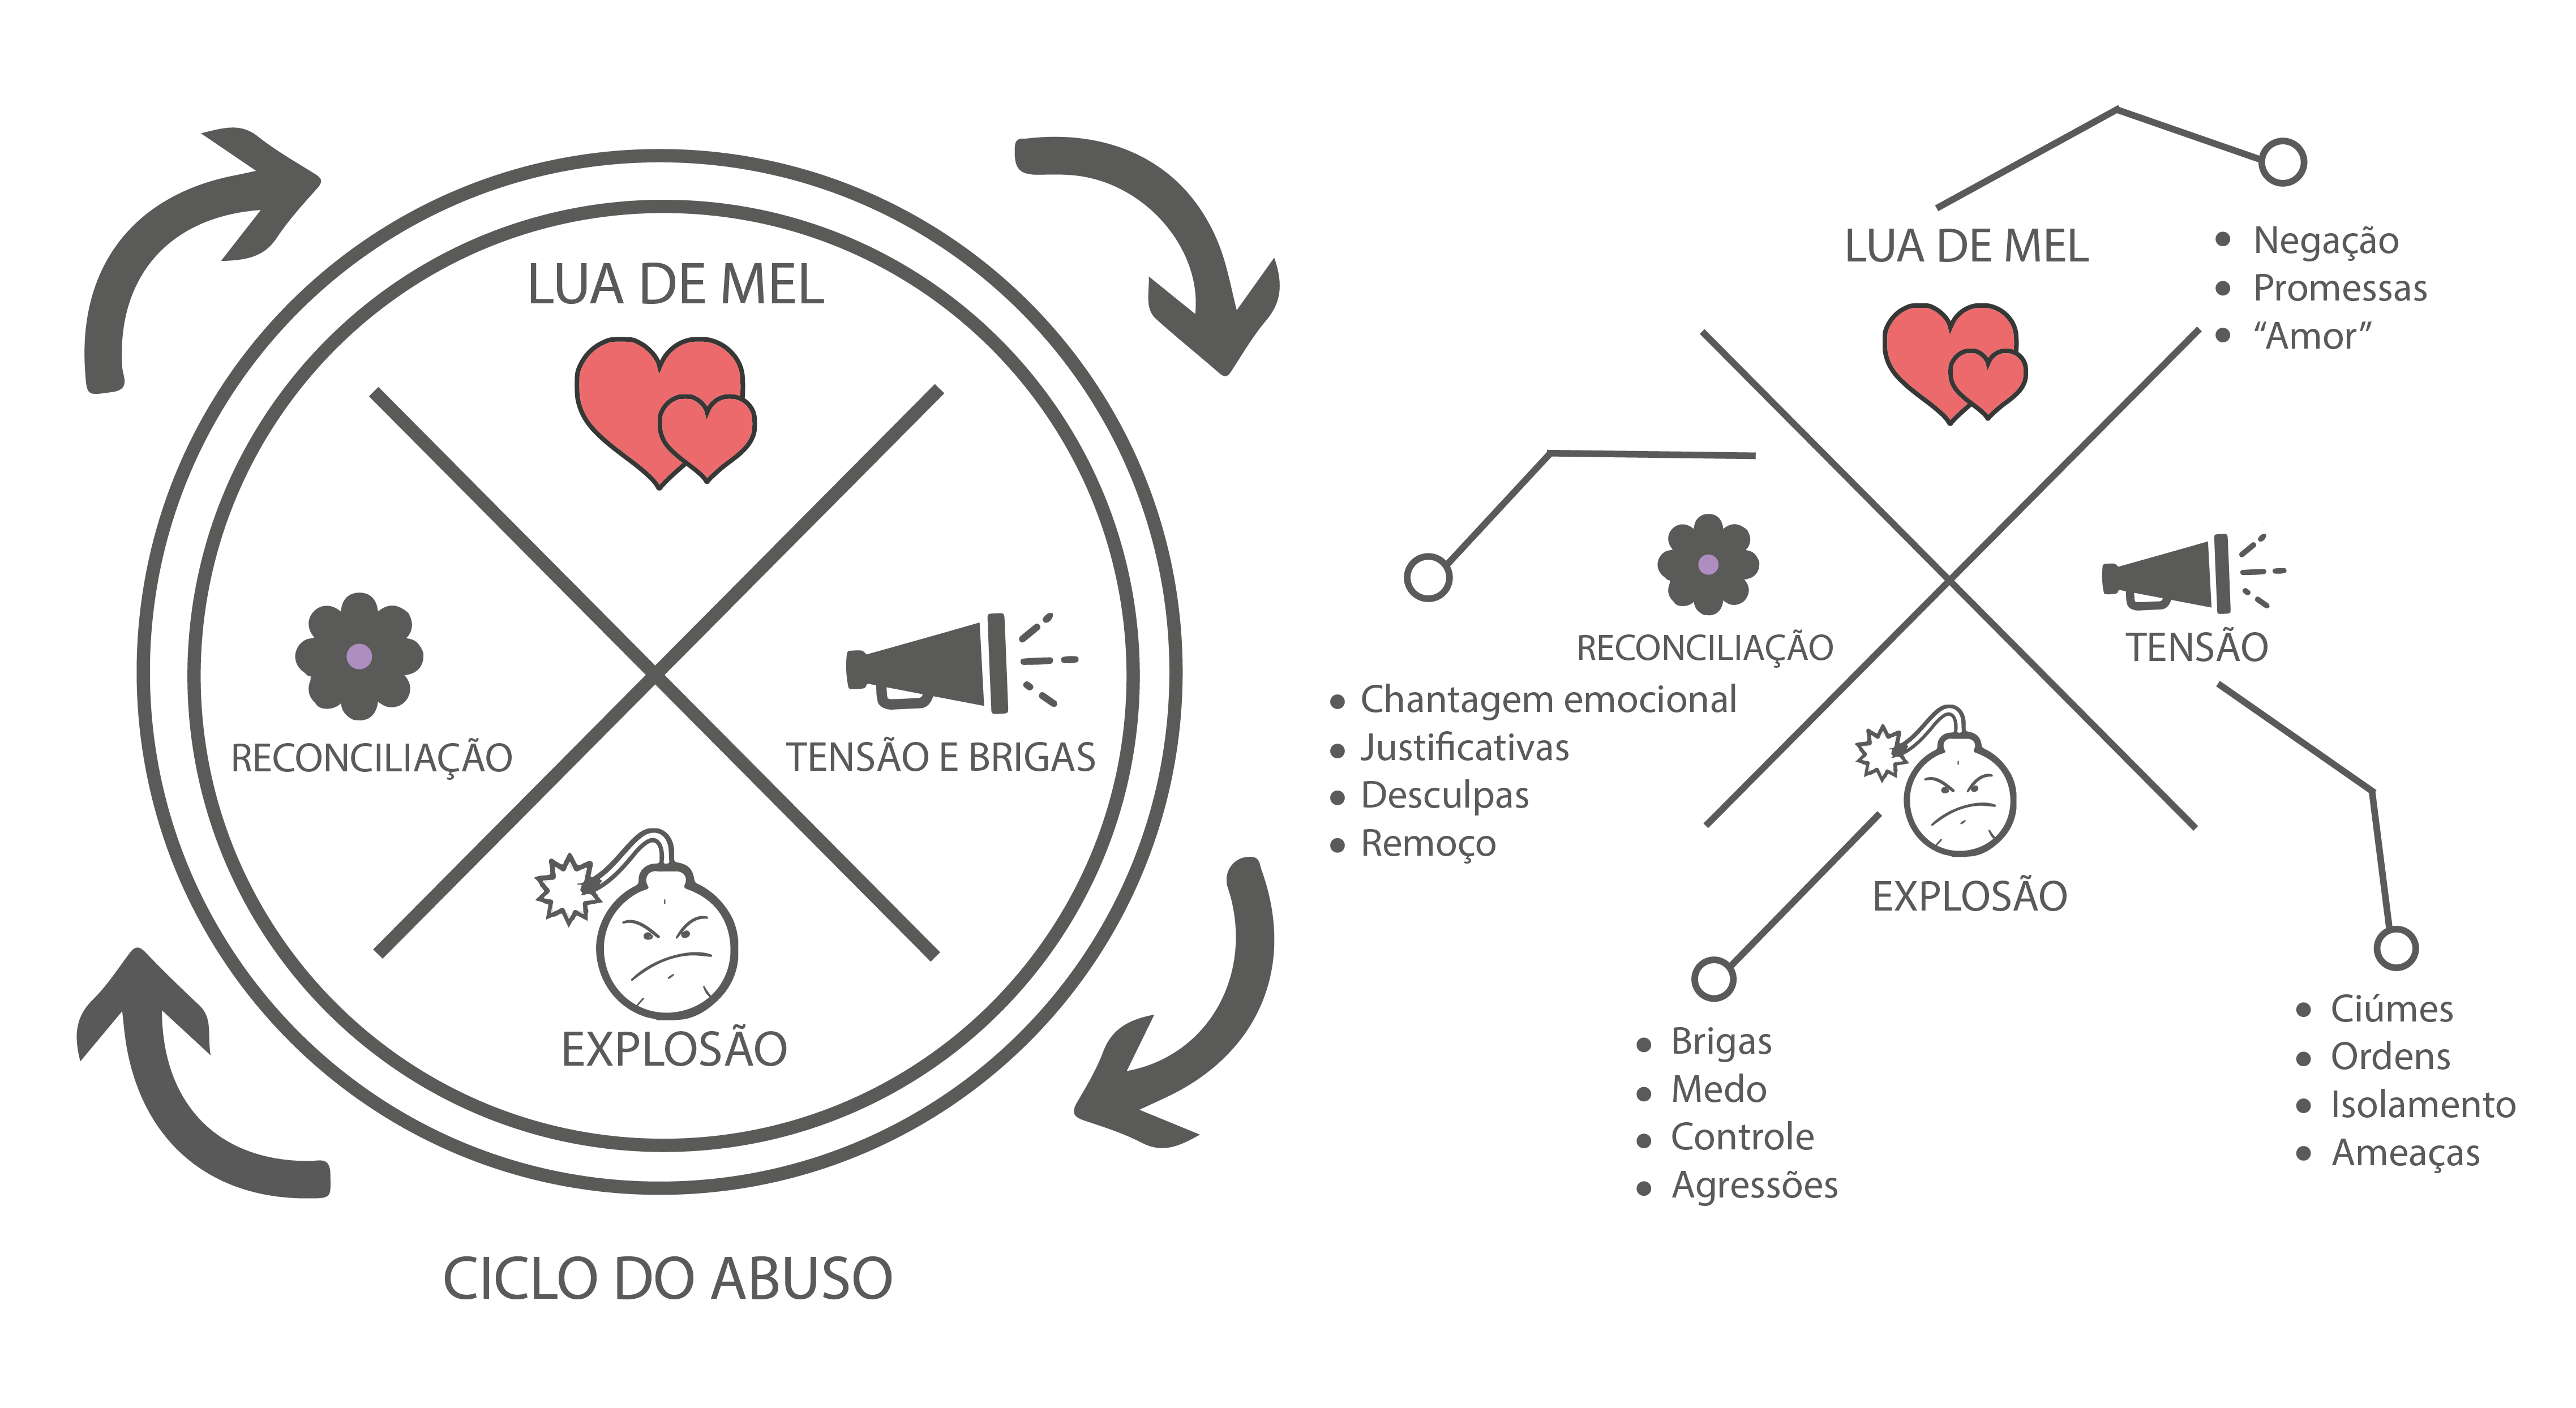 LUA DE MEL
RECONCILIAÇÃO
TENSÃO E BRIGAS
EXPLOSÃO
CICLO DO ABUSO
LUA DE MEL
Negação
Promessas
“Amor”
RECONCILIAÇÃO
Chantagem emocional
Justificativas
Desculpas
Remoço
TENSÃO
EXPLOSÃO
Brigas
Medo
Controle
Agressões
Ciúmes
Ordens
Isolamento
Ameaças